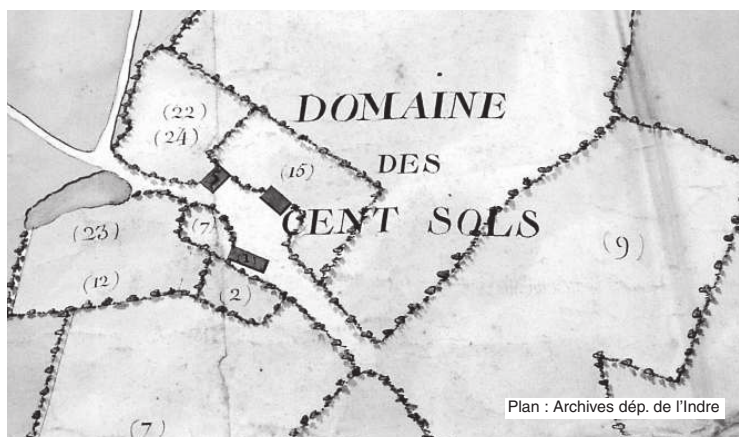 (22)
(24)
DOMAINE
(15)
DES
(7)
CENT SOLS
(23)
(9)
(12)
(2)
(7)
Plan : Archives dép. de l'Indre